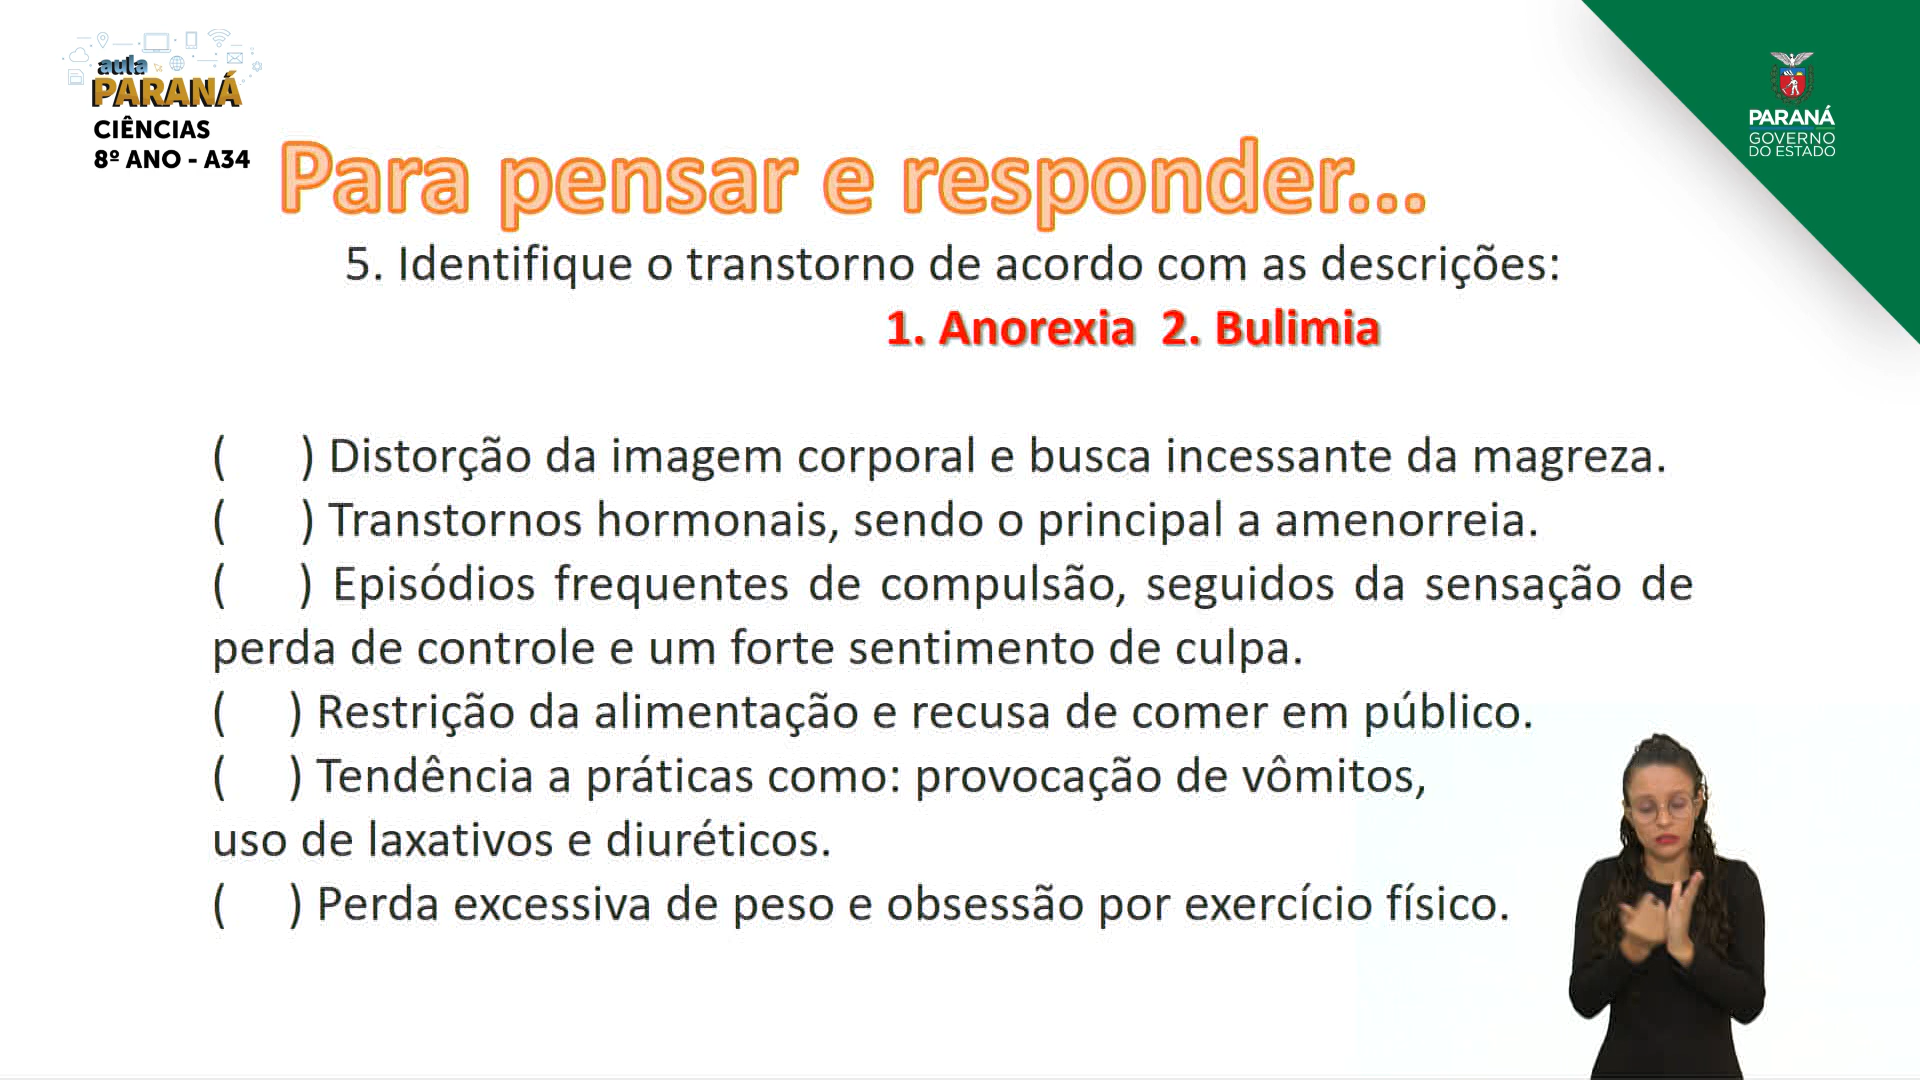 aula
PARANÁ
CIÊNCIAS
8º ANO - A34
PARANÁ
GOVERNO
DO ESTADO
Para pensar e responder...
5. Identifique o transtorno de acordo com as descrições:
1. Anorexia 2. Bulimia
( ) Distorção da imagem corporal e busca incessante da magreza.
( ) Transtornos hormonais, sendo o principal a amenorreia.
( ) Episódios frequentes de compulsão, seguidos da sensação de
perda de controle e um forte sentimento de culpa.
( ) Restrição da alimentação e recusa de comer em público.
( ) Tendência a práticas como: provocação de vômitos,
uso de laxativos e diuréticos.
( ) Perda excessiva de peso e obsessão por exercício físico.